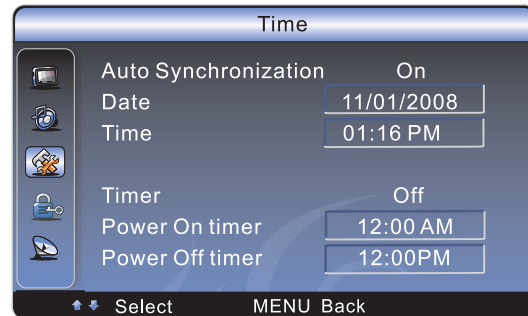 Time
Auto Synchronization On
Date 11/01/2008
Time 01:16 PM
Timer Off
Power On timer 12:00 AM
Power Off timer 12:00PM
Select MENU Back